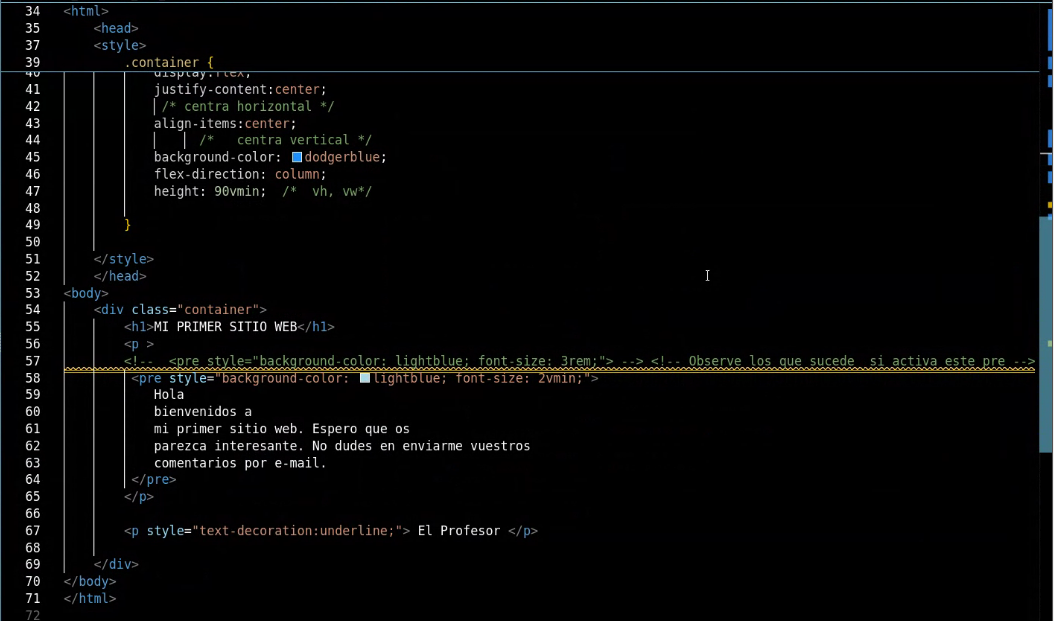 34 <html>
35 <head>
37 <style>
39 .container {
40 display:flex;
41 justify-content:center;
42 /* centra horizontal */
43 align-items:center;
44 /* centra vertical */
45 background-color: dodgerblue;
46 flex-direction: column;
47 height: 90vmin; /* vh, vw*/
48
49 }
50
51 </style>
52 </head>
53 <body>
54 <div class="container">
55 <h1>MI PRIMER SITIO WEB</h1>
56 <p >
57 <!-- <pre style="background-color: lightblue; font-size: 3rem;"> --> <!-- Observe los que sucede si activa este pre -->
58 <pre style="background-color: lightblue; font-size: 2vmin;">
59 Hola
60 bienvenidos a
61 mi primer sitio web. Espero que os
62 parezca interesante. No dudes en enviarme vuestros
63 comentarios por e-mail.
64 </pre>
65 </p>
66
67 <p style="text-decoration:underline;"> El Profesor </p>
68
69 </div>
70 </body>
71 </html>
72